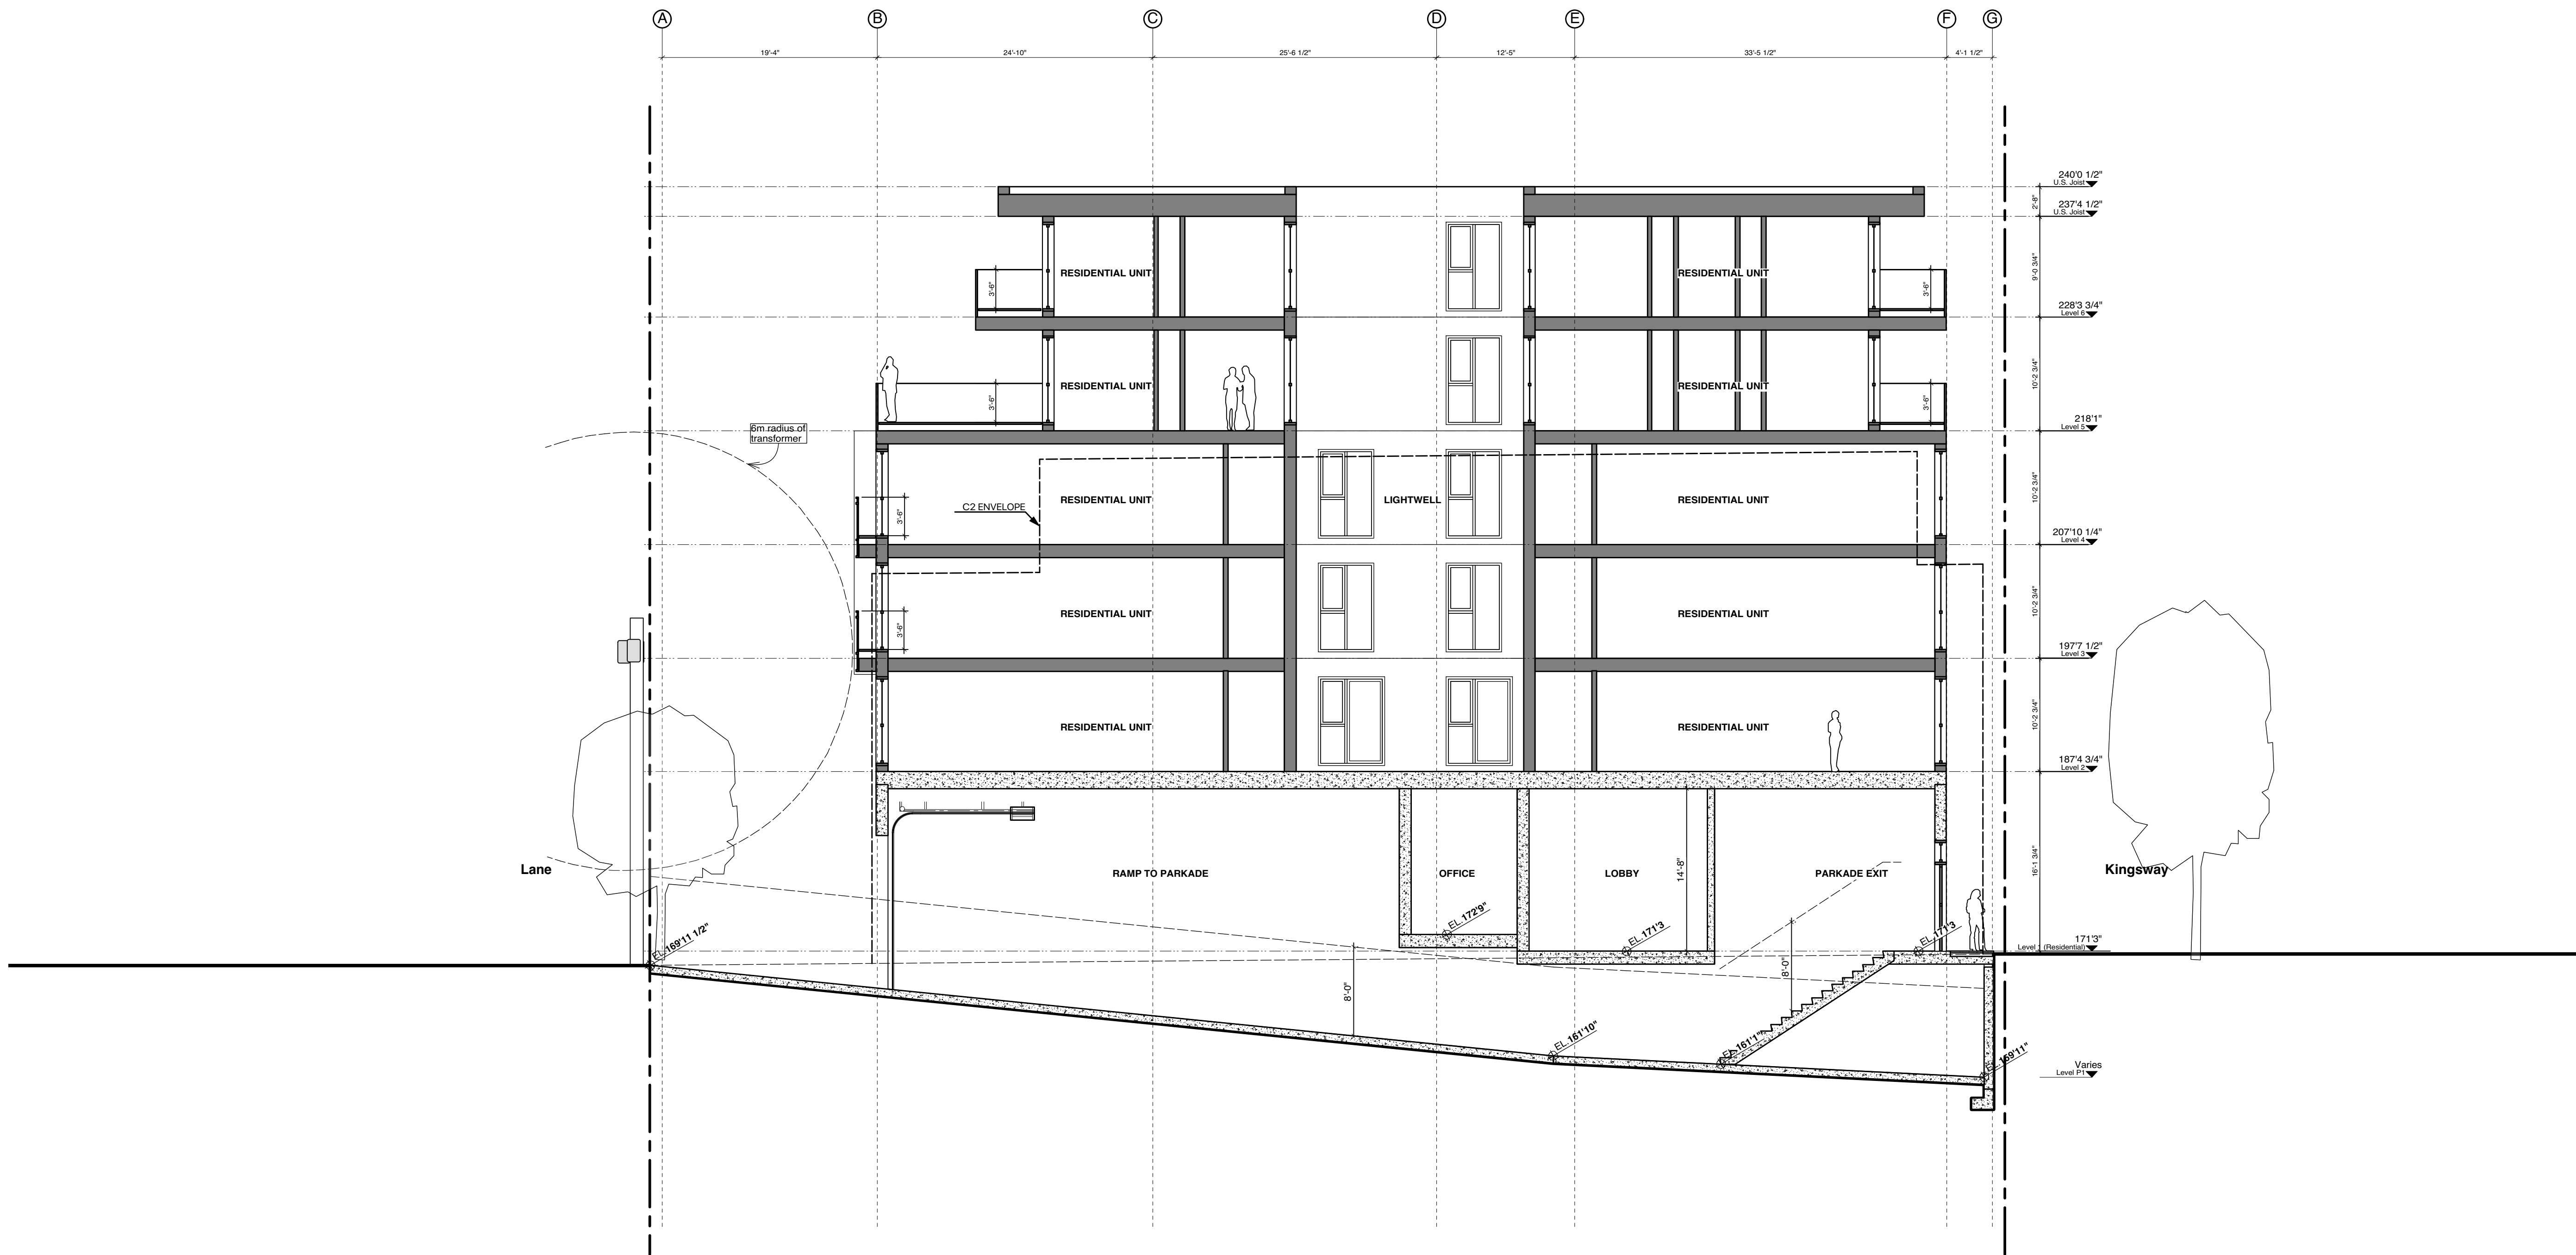 A B C D E F G
19'-4" 24'-10" 25'-6 1/2" 12'-5" 33'-5 1/2" 4'-1 1/2"
240'0 1/2"
U.S. Joist
2'-8"
237'4 1/2"
U.S. Joist
RESIDENTIAL UNIT RESIDENTIAL UNIT
3'-6" 3'-6"
9'-0 3/4"
228'3 3/4"
Level 6
RESIDENTIAL UNIT RESIDENTIAL UNIT
3'-6" 3'-6"
10'-2 3/4"
218'1"
Level 5
6m radius of
transformer
RESIDENTIAL UNIT LIGHTWELL RESIDENTIAL UNIT
C2 ENVELOPE
3'-6"
10'-2 3/4"
207'10 1/4"
Level 4
RESIDENTIAL UNIT RESIDENTIAL UNIT
3'-6"
10'-2 3/4"
197'7 1/2"
Level 3
RESIDENTIAL UNIT RESIDENTIAL UNIT
10'-2 3/4"
187'4 3/4"
Level 2
Lane
RAMP TO PARKADE OFFICE LOBBY 14'-8" PARKADE EXIT
16'-1 3/4"
Kingsway
EL. 169'11 1/2"
EL. 172'9"
EL. 171'3
EL. 171'3
171'3"
Level 1 (Residential)
8'-0"
8'-0"
EL. 161'10"
EL. 161'1"
EL. 159'11"
Varies
Level P1